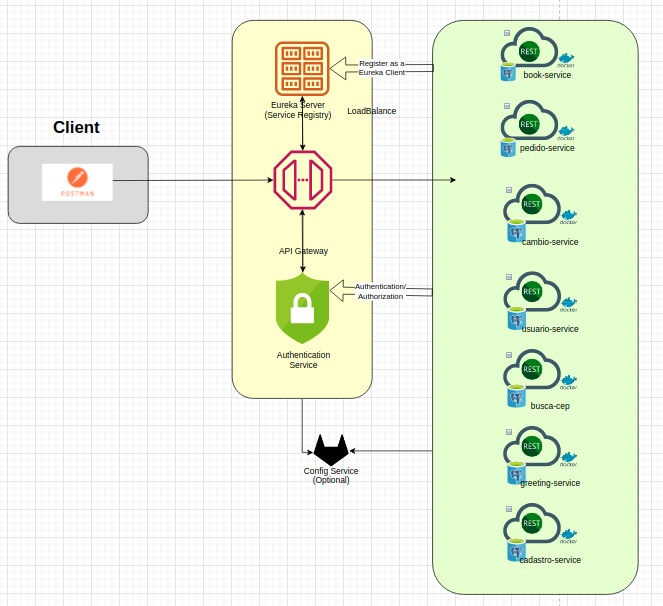 Client
POSTMAN
Eureka Server
(Service Registry)
Register as a
Eureka Client
LoadBalance
API Gateway
Authentication/
Authorization
Authentication
Service
Config Service
(Optional)
REST
docker
book-service
REST
docker
pedido-service
REST
docker
cambio-service
REST
docker
usuario-service
REST
docker
busca-cep
REST
docker
greeting-service
REST
docker
cadastro-service